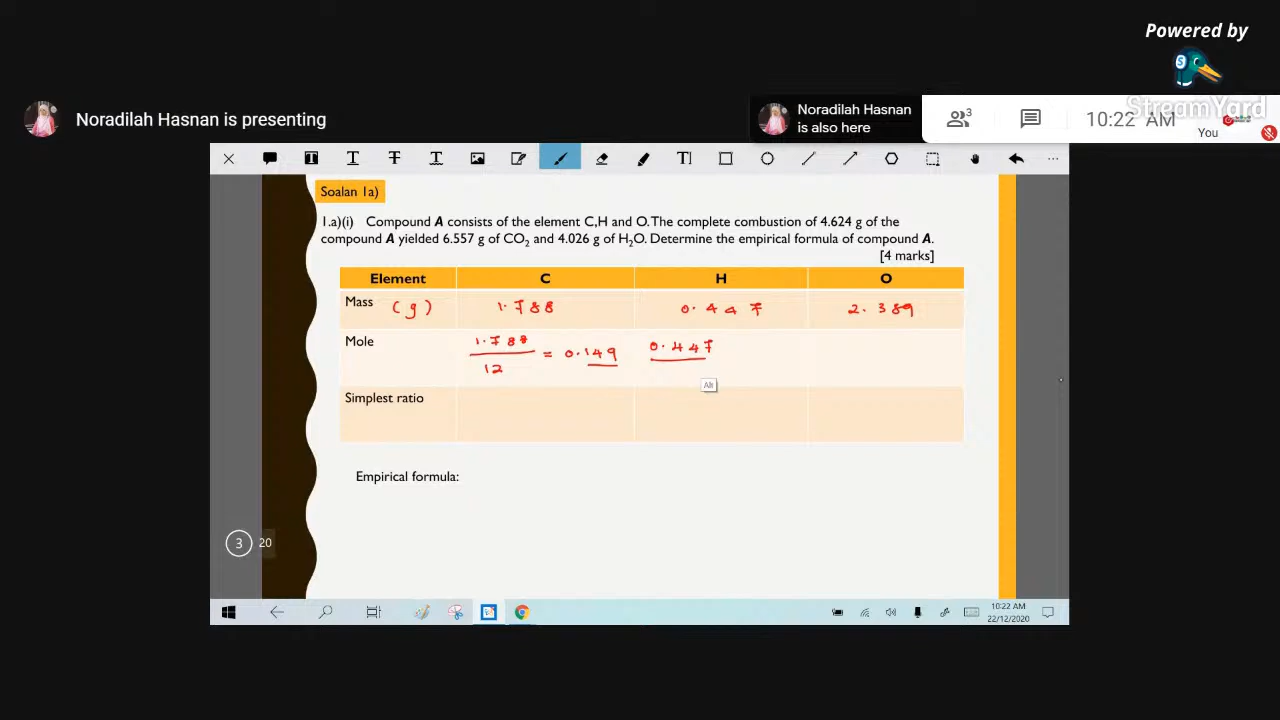 Powered by
StreamYard
Noradilah Hasnan is presenting
Noradilah Hasnan
is also here
3
10:22 AM
You
Soalan 1a)
1.a)(i) Compound A consists of the element C,H and O. The complete combustion of 4.624 g of the
compound A yielded 6.557 g of CO2 and 4.026 g of H2O. Determine the empirical formula of compound A.
[4 marks]
Element C H O
Mass (g) 1.788 0.447 2.389
Mole 1.788 / 12 = 0.149 0.447
Alt
Simplest ratio
Empirical formula:
3 20
10:22 AM
22/12/2020